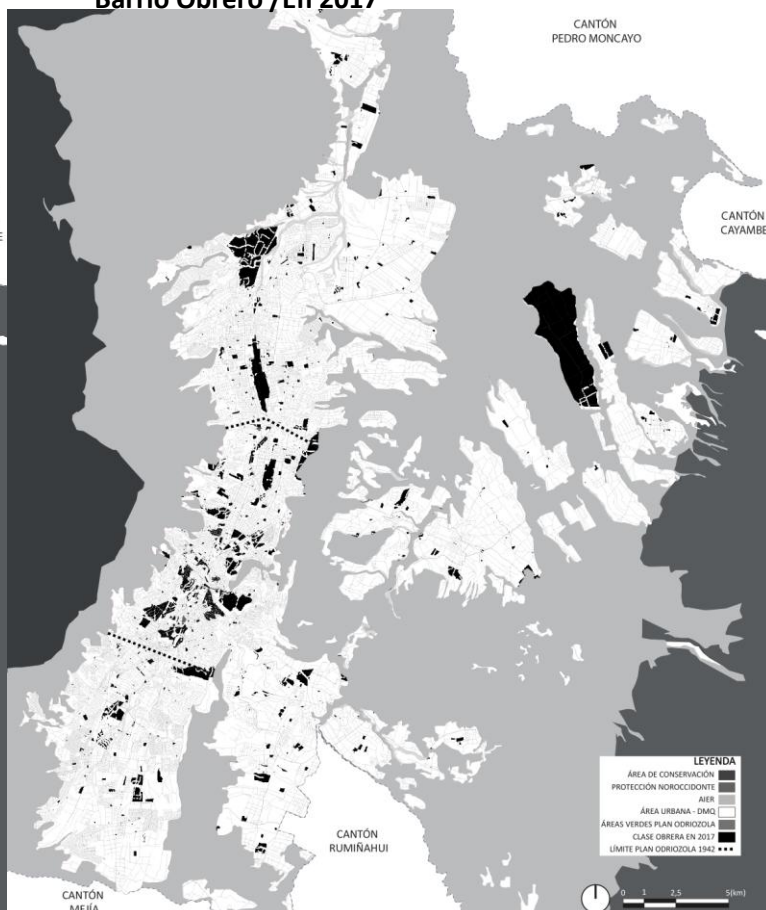 Barrio Obrero /En 2017
CANTÓN
PEDRO MONCAYO
CANTÓN
CAYAMBE
E
LEYENDA
ÁREA DE CONSERVACIÓN
PROTECCIÓN NOROCCIDONTE
AIER
ÁREA URBANA - DMQ
ÁREAS VERDES PLAN ODRIOZOLA
CLASE OBRERA EN 2017
LÍMITE PLAN ODRIOZOLA 1942
CANTÓN
RUMIÑAHUI
CANTÓN
MEJÍA
0 1 2,5 5(km)